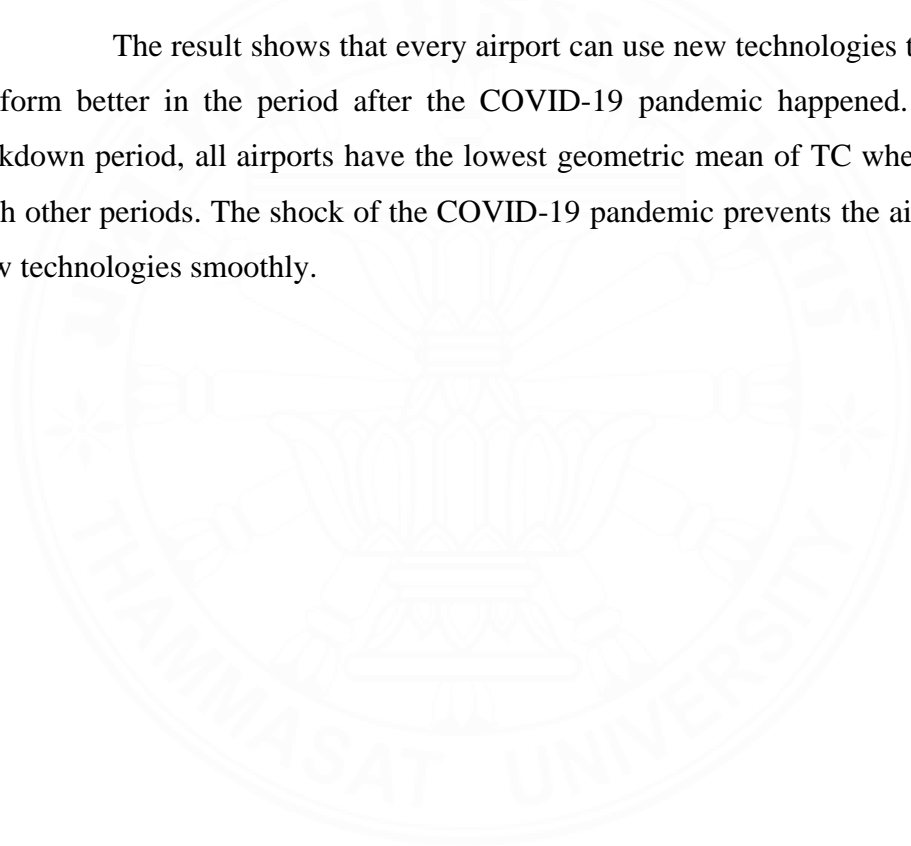 The result shows that every airport can use new technologies t
form better in the period after the COVID-19 pandemic happened.
kdown period, all airports have the lowest geometric mean of TC whe
h other periods. The shock of the COVID-19 pandemic prevents the ai
w technologies smoothly.
THAMMASAT UNIVERSITY